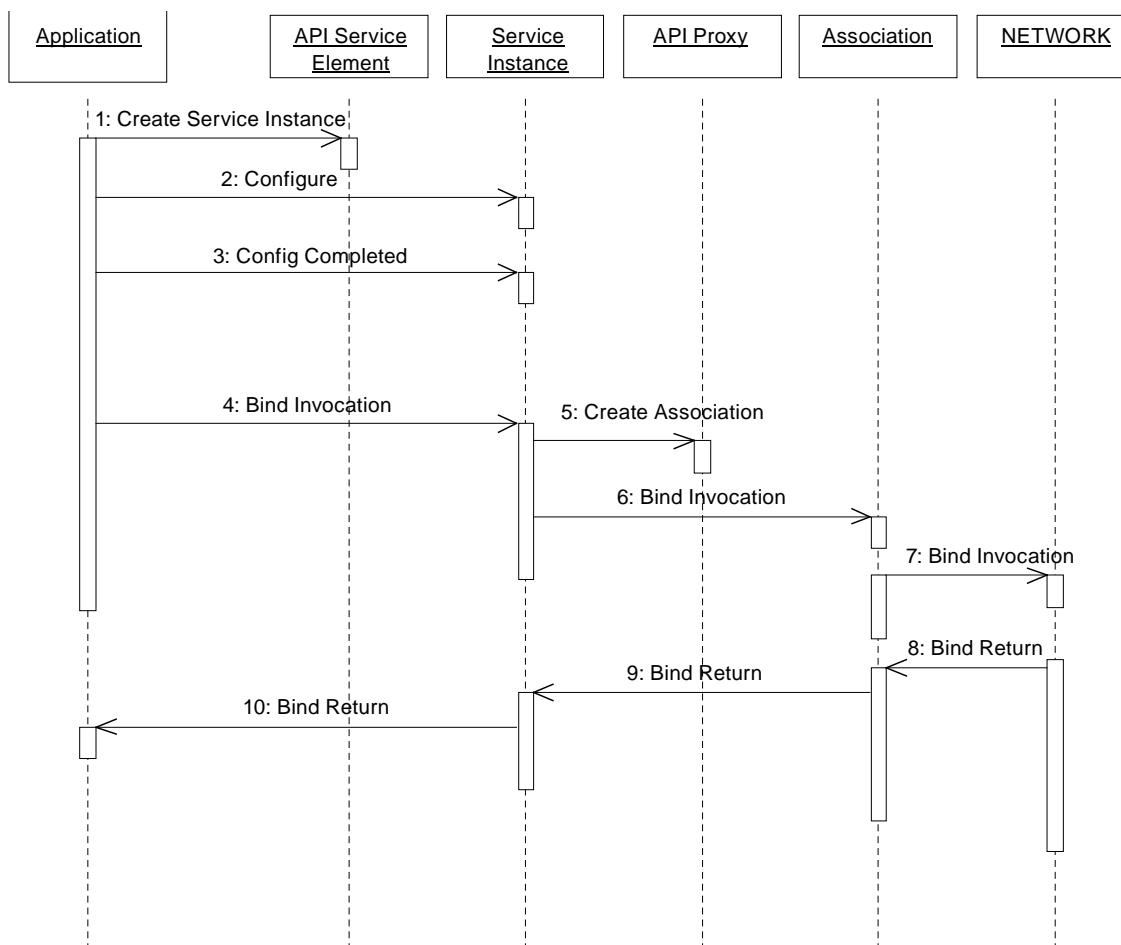 Application
API Service
Element
Service
Instance
API Proxy
Association
NETWORK
1: Create Service Instance
2: Configure
3: Config Completed
4: Bind Invocation
5: Create Association
6: Bind Invocation
7: Bind Invocation
8: Bind Return
9: Bind Return
10: Bind Return